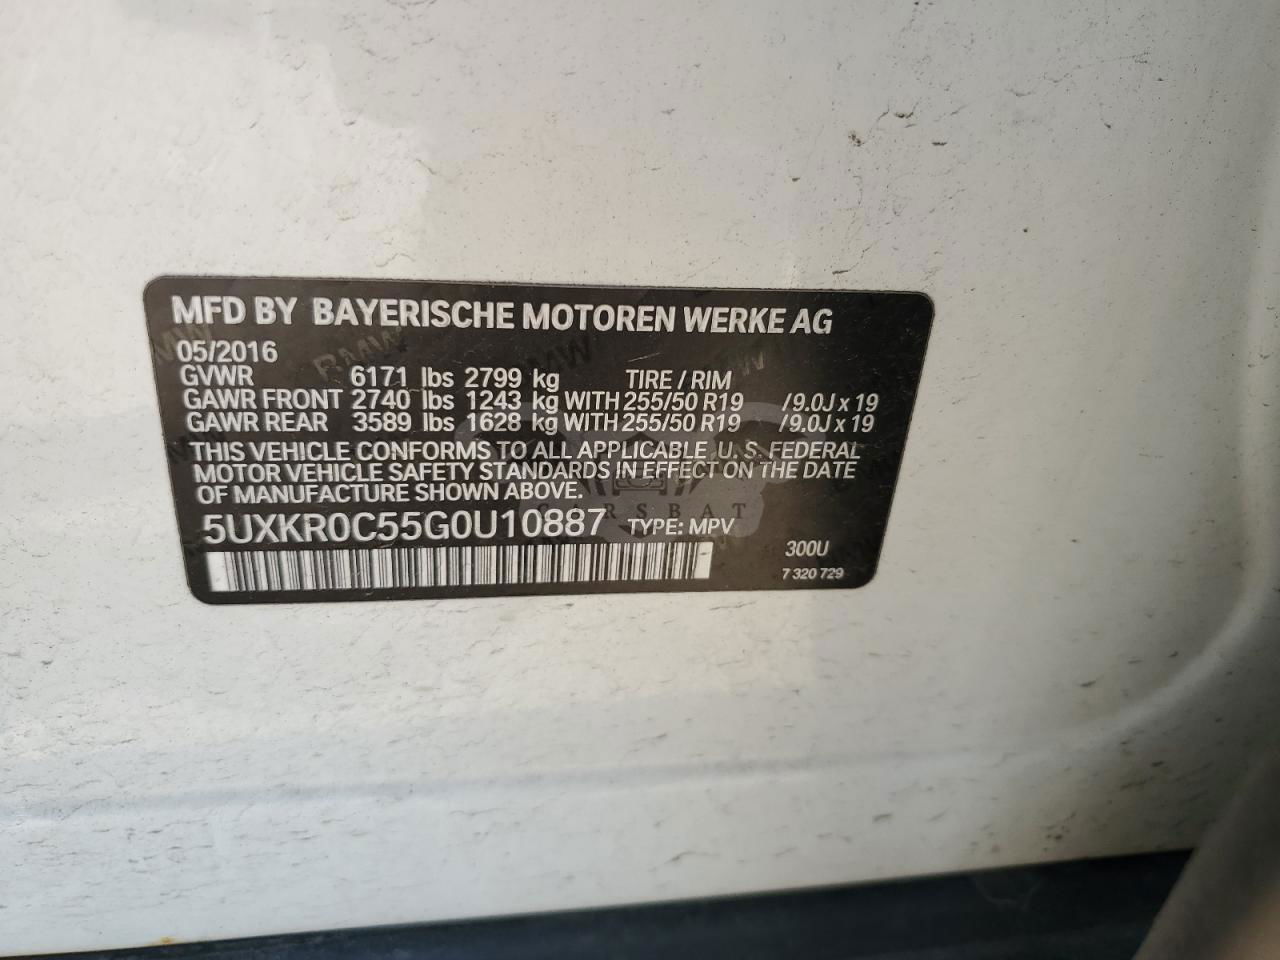 MFD BY BAYERISCHE MOTOREN WERKE AG
05/2016
GVWR 6171 lbs 2799 kg TIRE / RIM
GAWR FRONT 2740 lbs 1243 kg WITH 255/50 R19 /9.0J x 19
GAWR REAR 3589 lbs 1628 kg WITH 255/50 R19 /9.0J x 19
THIS VEHICLE CONFORMS TO ALL APPLICABLE U. S. FEDERAL
MOTOR VEHICLE SAFETY STANDARDS IN EFFECT ON THE DATE
OF MANUFACTURE SHOWN ABOVE.
CARSBAT
5UXKR0C55G0U10887 TYPE: MPV
300U
7 320 729